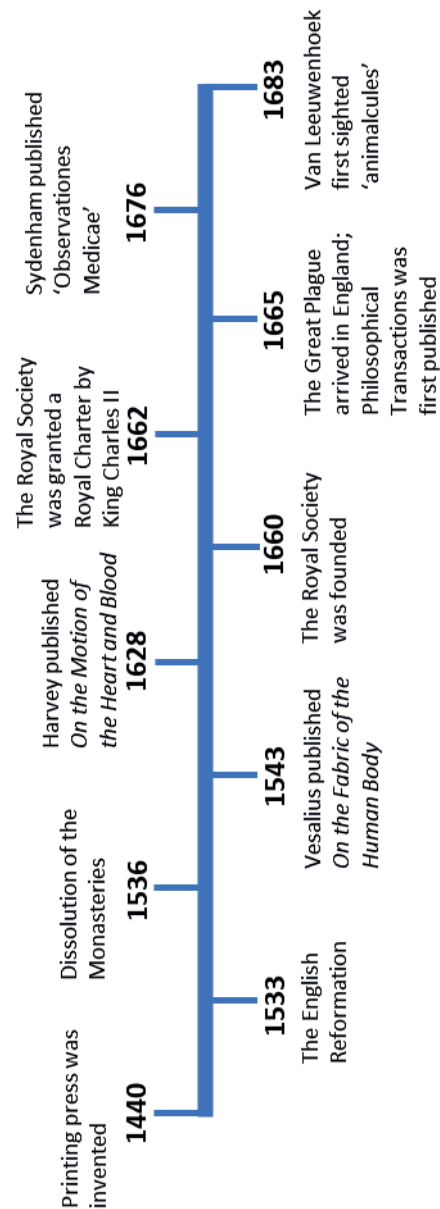 Printing press was
invented
1440
1533
The English
Reformation
Dissolution of the
Monasteries
1536
1543
Vesalius published
On the Fabric of the
Human Body
Harvey published
On the Motion of
the Heart and Blood
1628
1660
The Royal Society
was founded
The Royal Society
was granted a
Royal Charter by
King Charles II
1662
1665
The Great Plague
arrived in England;
Philosophical
Transactions was
first published
Sydenham published
‘Observationes
Medicae’
1676
1683
Van Leeuwenhoek
first sighted
‘animalcules’